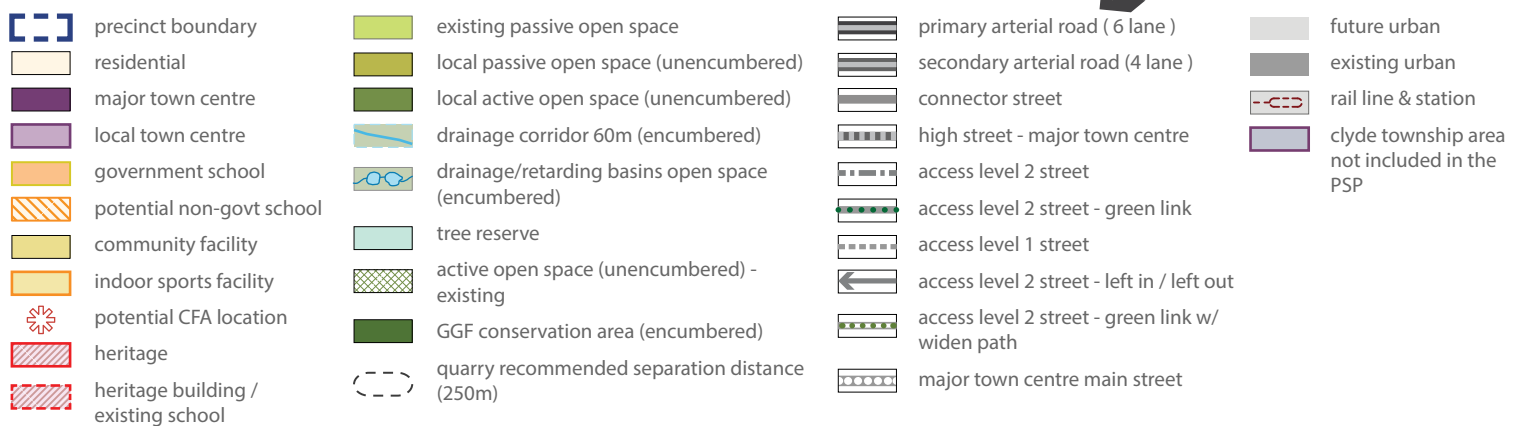 precinct boundary
residential
major town centre
local town centre
government school
potential non-govt school
community facility
indoor sports facility
potential CFA location
heritage
heritage building /
existing school
existing passive open space
local passive open space (unencumbered)
local active open space (unencumbered)
drainage corridor 60m (encumbered)
drainage/retarding basins open space
(encumbered)
tree reserve
active open space (unencumbered) -
existing
GGF conservation area (encumbered)
quarry recommended separation distance
(250m)
primary arterial road ( 6 lane )
secondary arterial road (4 lane )
connector street
high street - major town centre
access level 2 street
access level 2 street - green link
access level 1 street
access level 2 street - left in / left out
access level 2 street - green link w/
widen path
major town centre main street
future urban
existing urban
rail line & station
clyde township area
not included in the
PSP